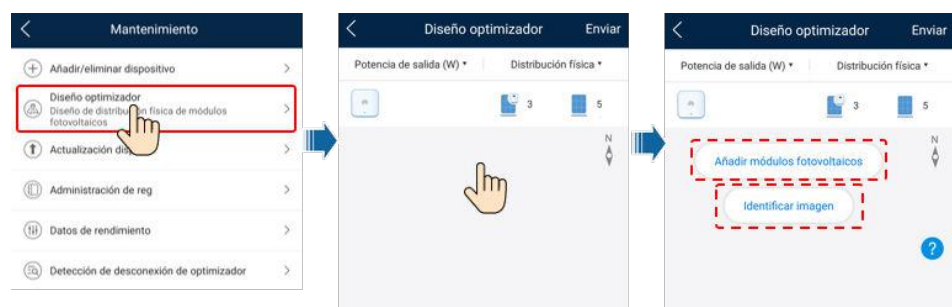 Mantenimiento
Añadir/eliminar dispositivo
Diseño optimizador
Diseño de distribución física de módulos
fotovoltaicos
Actualización
Administración de reg
Datos de rendimiento
Detección de desconexión de optimizador
Diseño optimizador Enviar
Potencia de salida (W) Distribución física
3 5
N
Diseño optimizador Enviar
Potencia de salida (W) Distribución física
3 5
N
Añadir módulos fotovoltaicos
Identificar imagen
?